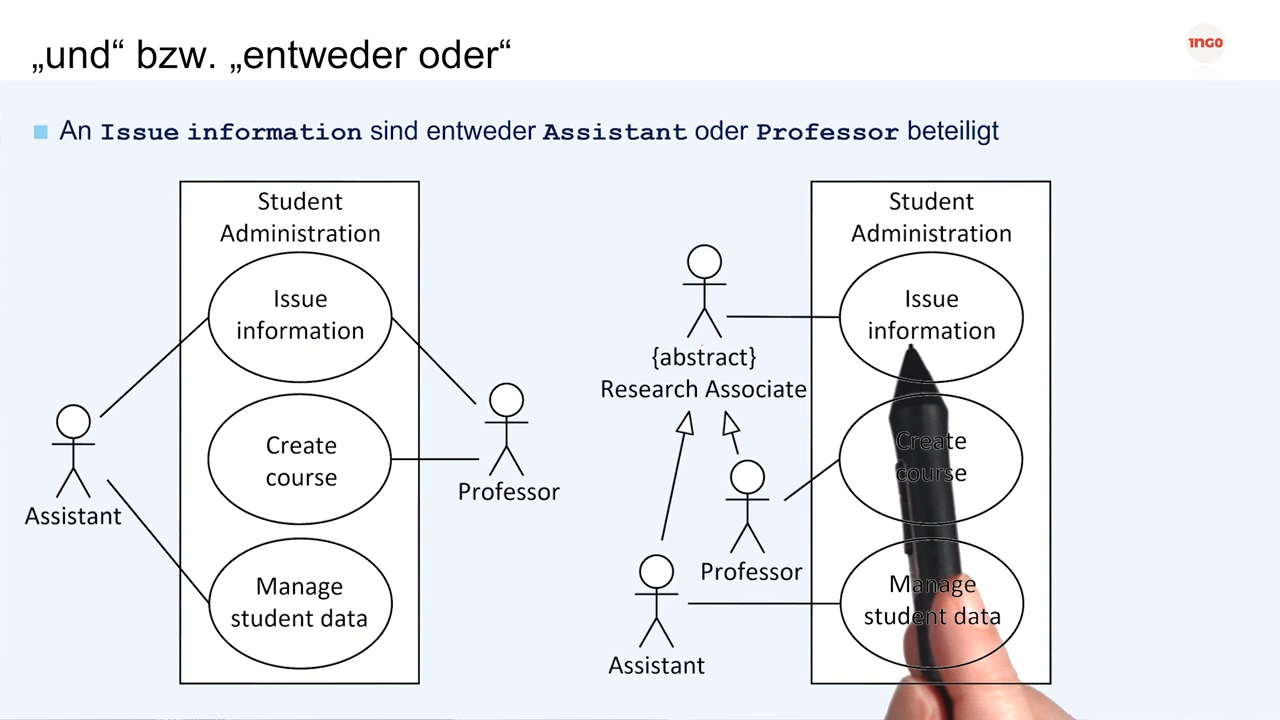 „und“ bzw. „entweder oder“
1NGO
An Issue information sind entweder Assistant oder Professor beteiligt
Student
Administration
Issue
information
Create
course
Manage
student data
Assistant
Professor
Student
Administration
Issue
information
Create
course
Manage
student data
{abstract}
Research Associate
Professor
Assistant